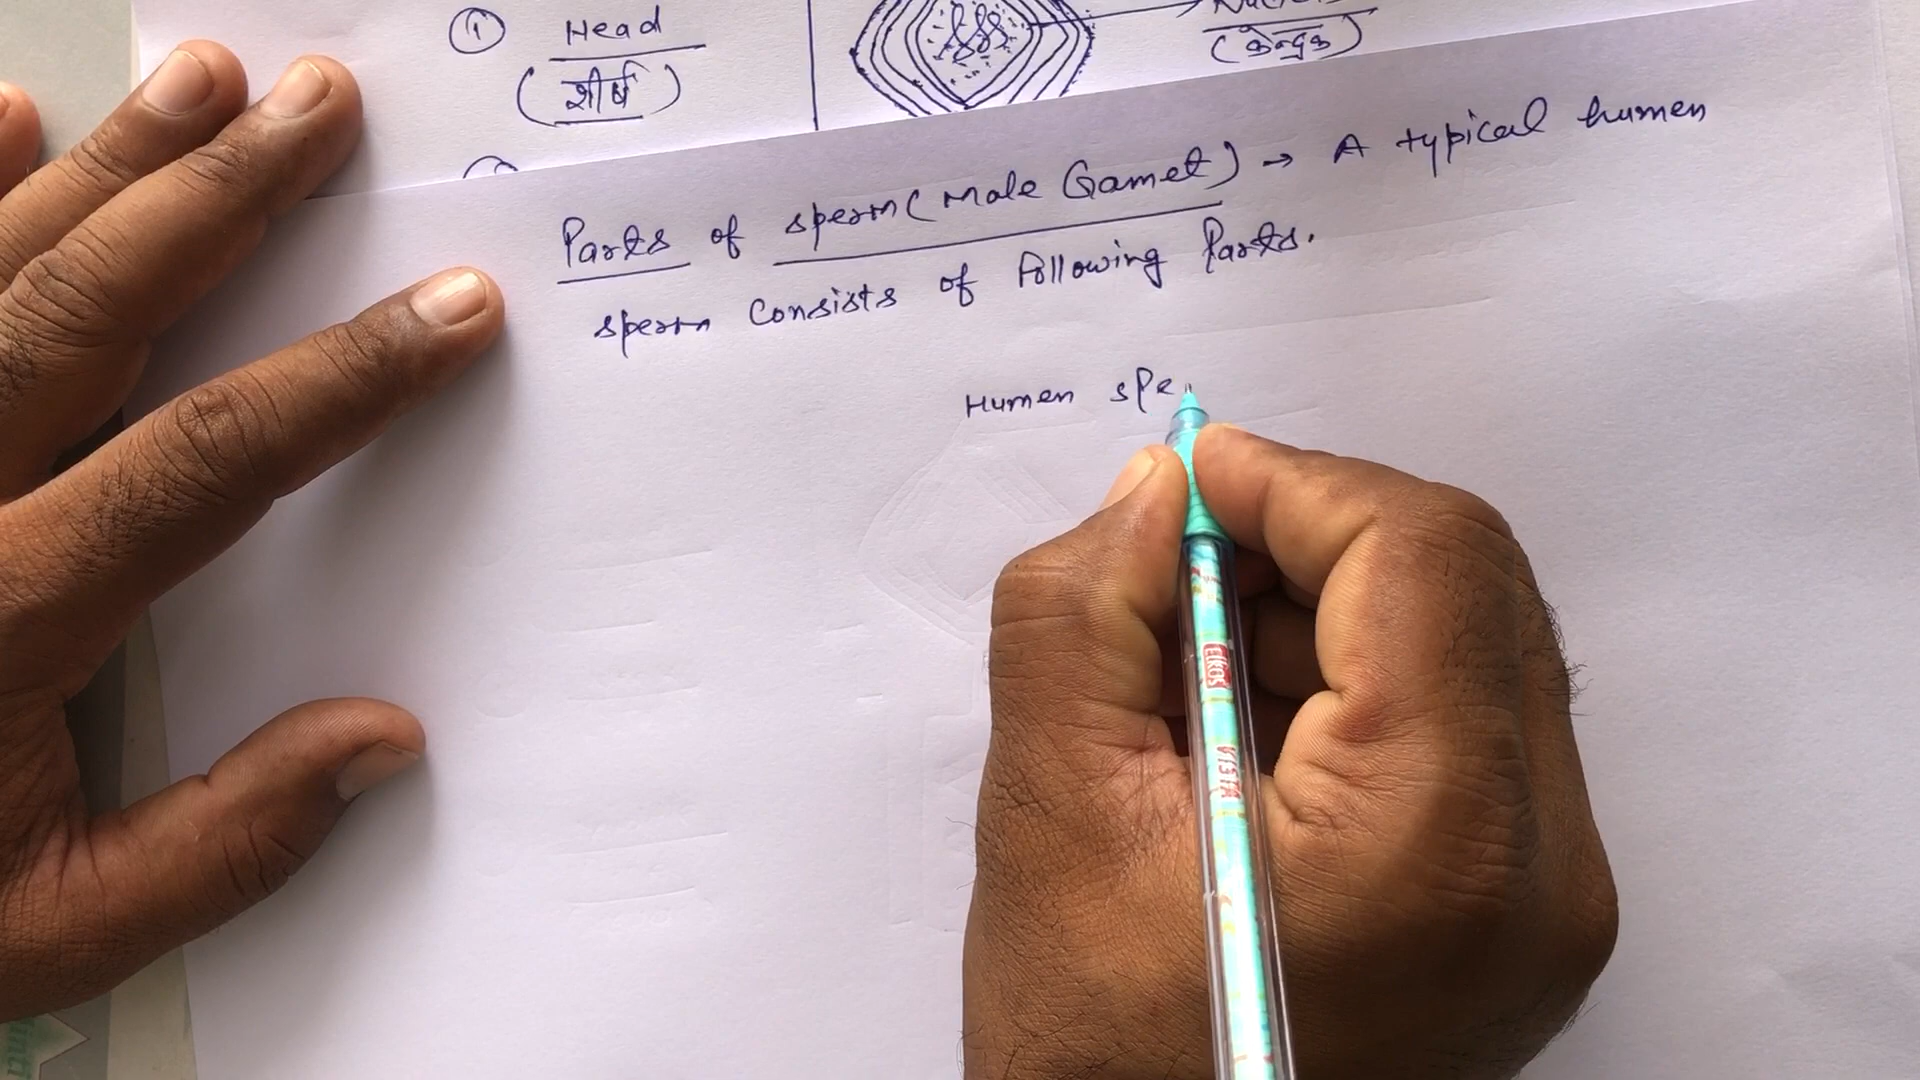 ① Head
(शीर्ष)
(केन्द्रक)
Parts of sperm (Male Gamet) → A typical humen
sperm consists of following Parts.
Humen spe
elkos
VISTA